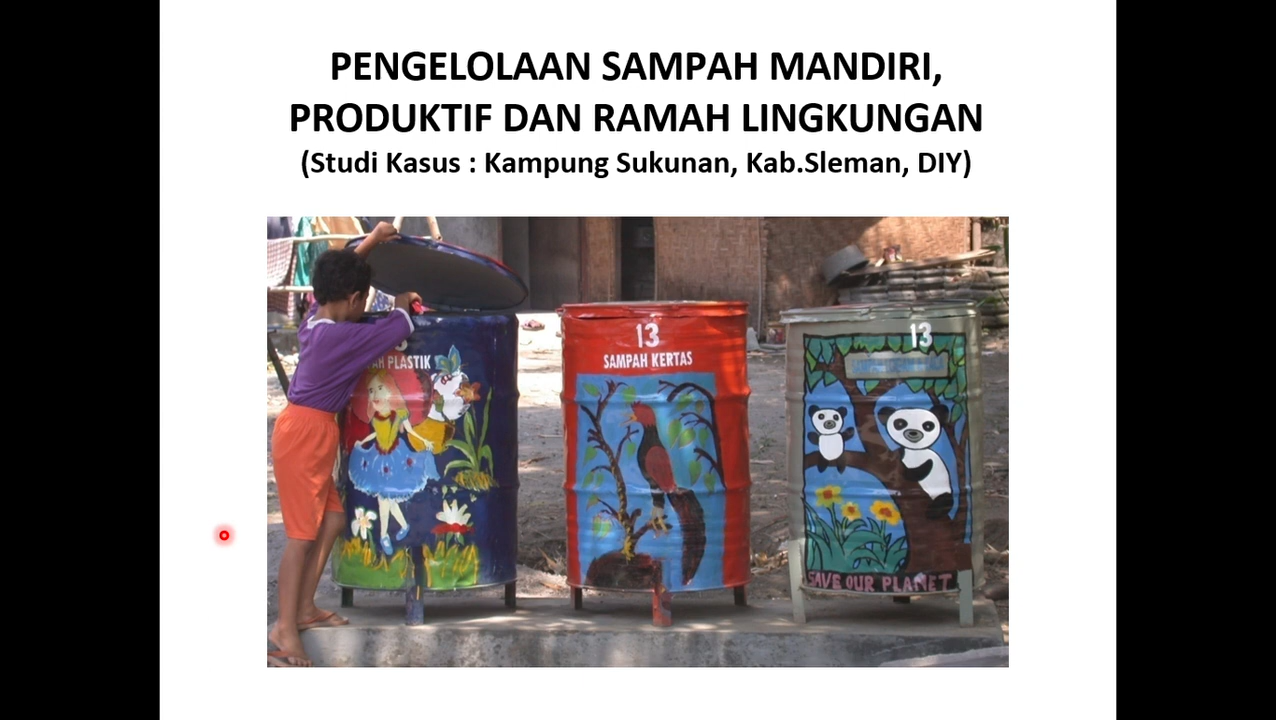 PENGELOLAAN SAMPAH MANDIRI,
PRODUKTIF DAN RAMAH LINGKUNGAN
(Studi Kasus : Kampung Sukunan, Kab.Sleman, DIY)
PLASTIK
13
SAMPAH KERTAS
13
SAVE OUR PLANET